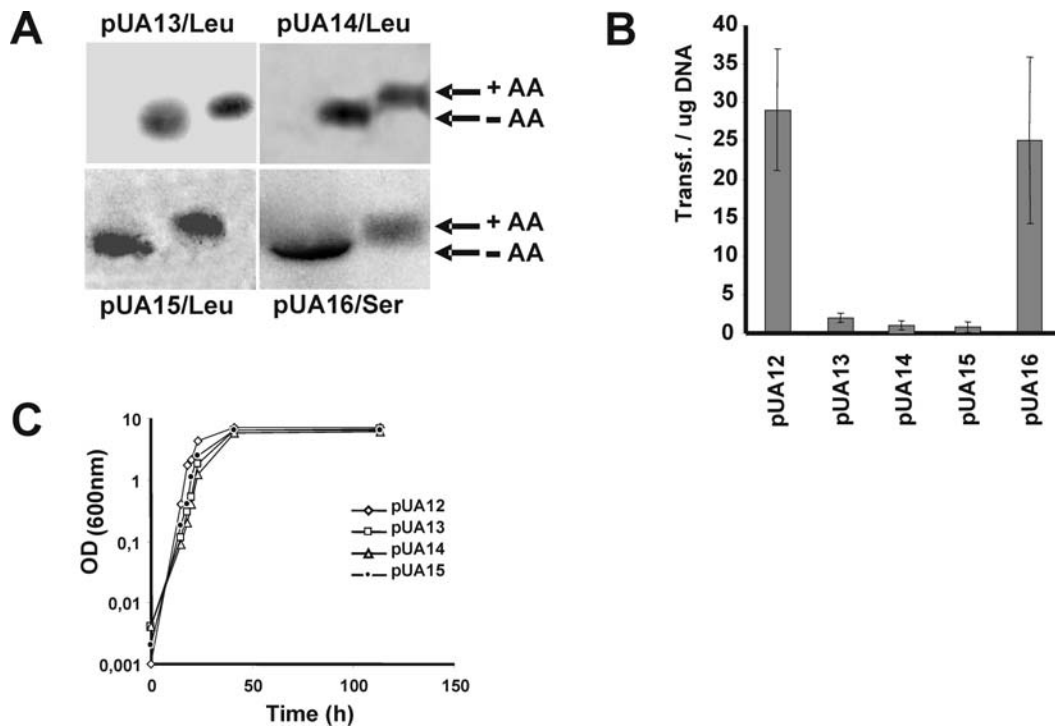 A
pUA13/Leu pUA14/Leu
+ AA
- AA
+ AA
- AA
pUA15/Leu pUA16/Ser
B
Transf. / ug DNA
40
35
30
25
20
15
10
5
0
pUA12
pUA13
pUA14
pUA15
pUA16
C
OD (600nm)
10
1
0,1
0,01
0,001
0 50 100 150
Time (h)
pUA12
pUA13
pUA14
pUA15